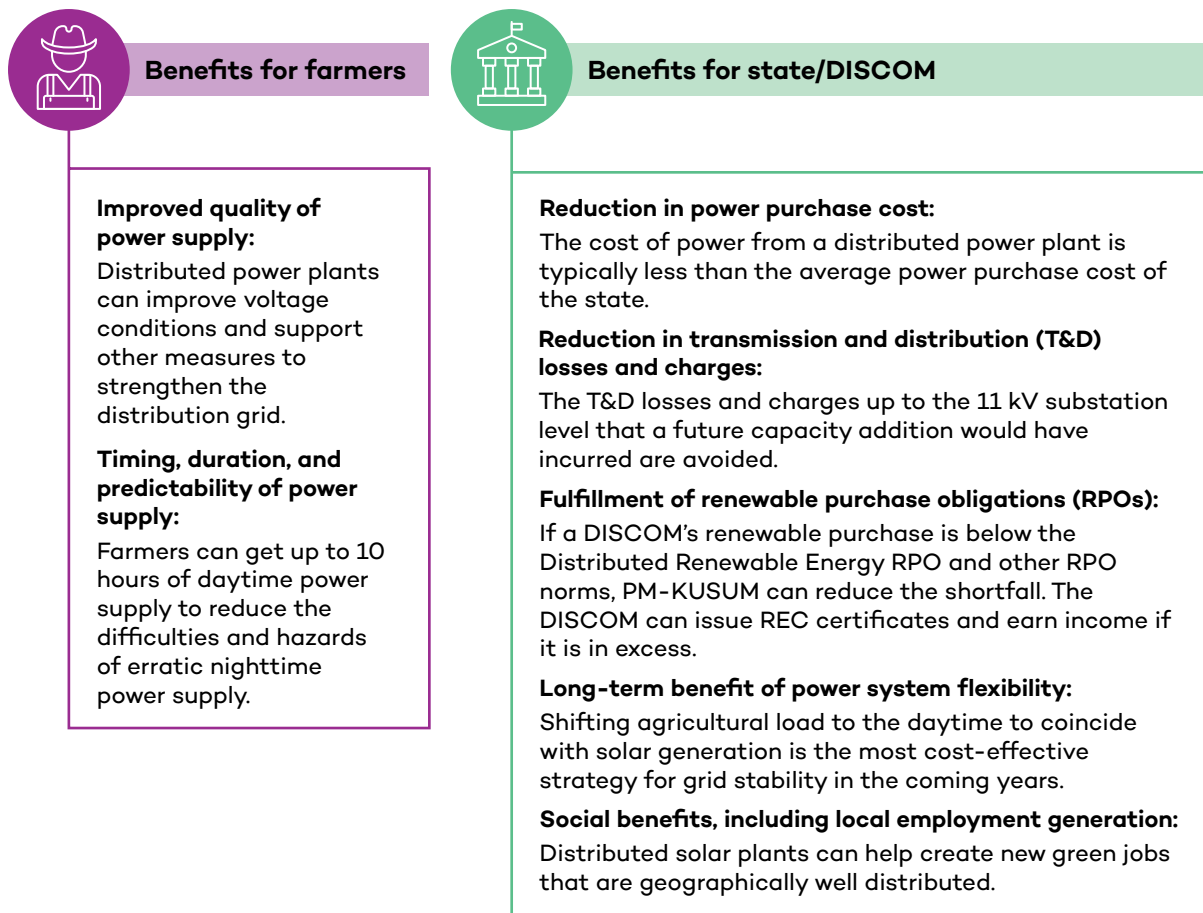 Benefits for farmers
Improved quality of
power supply:
Distributed power plants
can improve voltage
conditions and support
other measures to
strengthen the
distribution grid.
Timing, duration, and
predictability of power
supply:
Farmers can get up to 10
hours of daytime power
supply to reduce the
difficulties and hazards
of erratic nighttime
power supply.
Benefits for state/DISCOM
Reduction in power purchase cost:
The cost of power from a distributed power plant is
typically less than the average power purchase cost of
the state.
Reduction in transmission and distribution (T&D)
losses and charges:
The T&D losses and charges up to the 11 kV substation
level that a future capacity addition would have
incurred are avoided.
Fulfillment of renewable purchase obligations (RPOs):
If a DISCOM’s renewable purchase is below the
Distributed Renewable Energy RPO and other RPO
norms, PM-KUSUM can reduce the shortfall. The
DISCOM can issue REC certificates and earn income if
it is in excess.
Long-term benefit of power system flexibility:
Shifting agricultural load to the daytime to coincide
with solar generation is the most cost-effective
strategy for grid stability in the coming years.
Social benefits, including local employment generation:
Distributed solar plants can help create new green jobs
that are geographically well distributed.